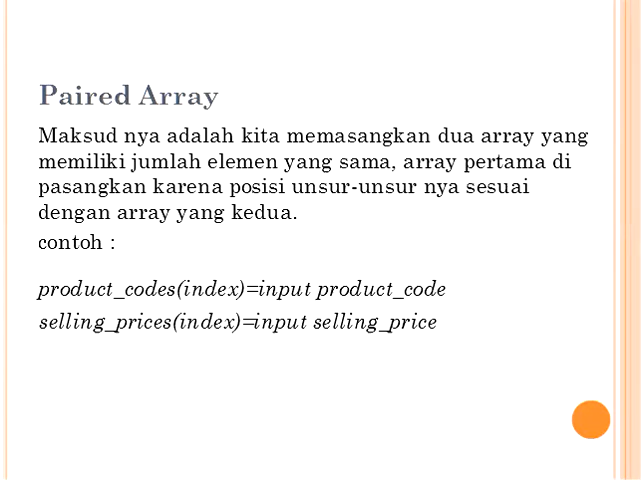 Paired Array
Maksud nya adalah kita memasangkan dua array yang
memiliki jumlah elemen yang sama, array pertama di
pasangkan karena posisi unsur-unsur nya sesuai
dengan array yang kedua.
contoh :
product_codes(index)=input product_code
selling_prices(index)=input selling_price